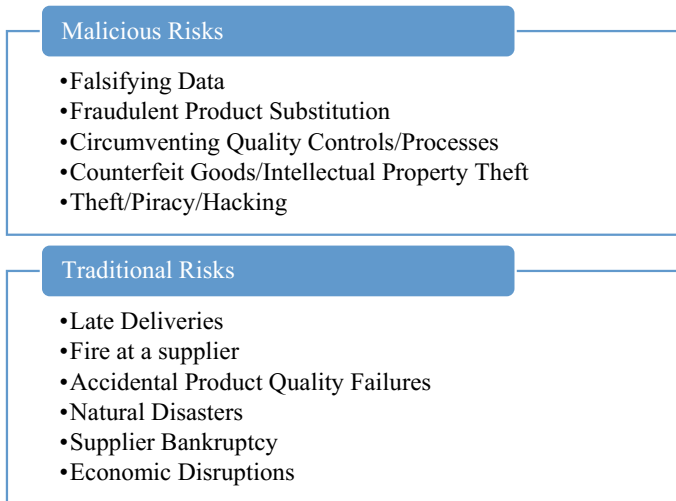 Malicious Risks
•Falsifying Data
•Fraudulent Product Substitution
•Circumventing Quality Controls/Processes
•Counterfeit Goods/Intellectual Property Theft
•Theft/Piracy/Hacking
Traditional Risks
•Late Deliveries
•Fire at a supplier
•Accidental Product Quality Failures
•Natural Disasters
•Supplier Bankruptcy
•Economic Disruptions